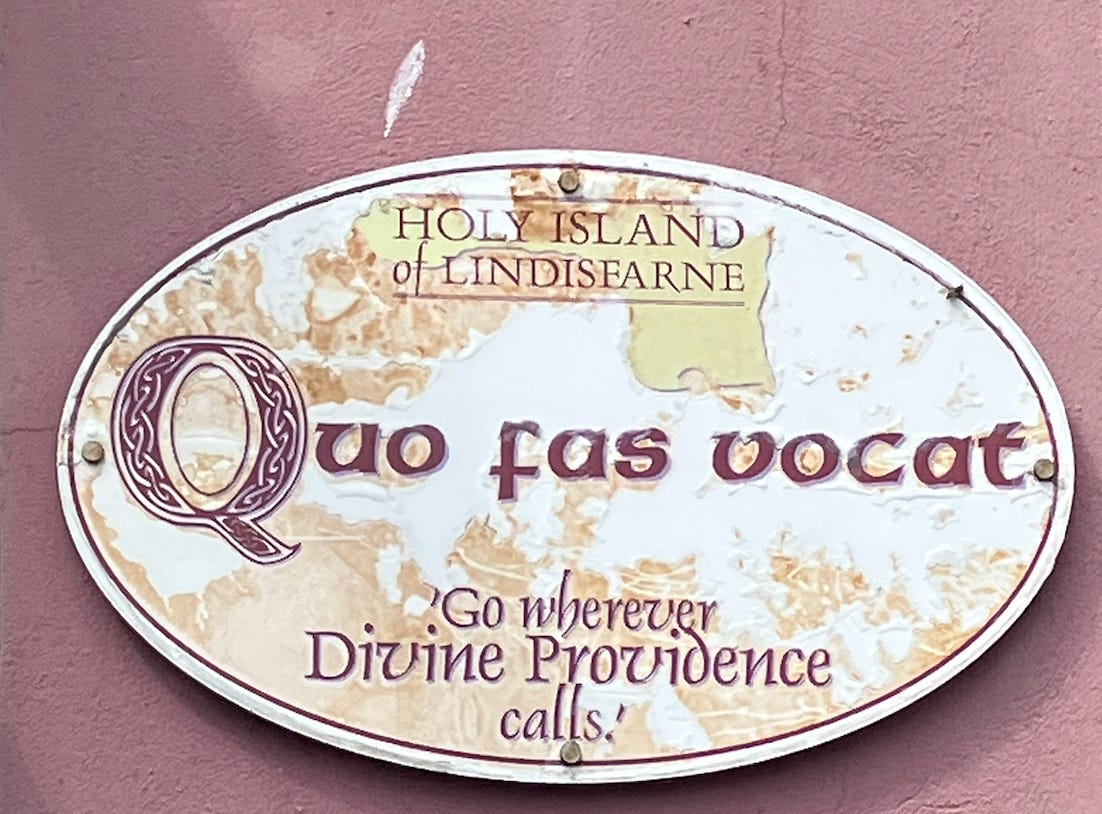 HOLY ISLAND
of LINDISFARNE
Quo fas vocat
'Go wherever
Divine Providence
calls.'